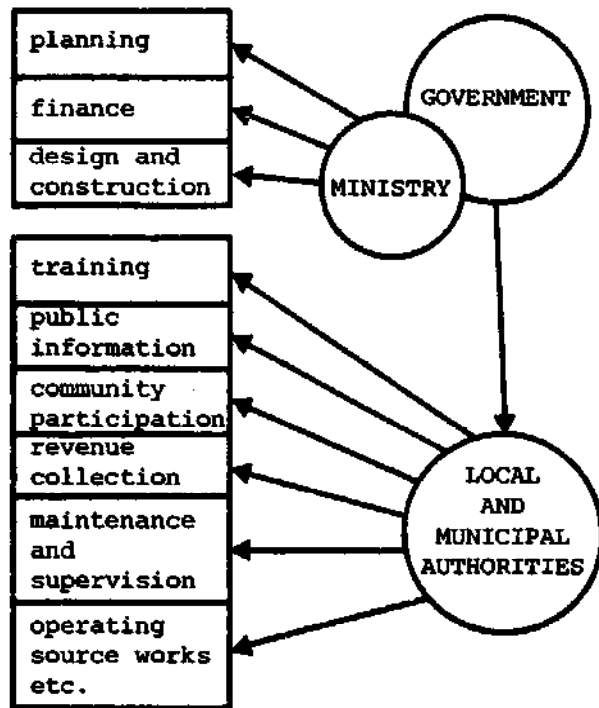 planning
finance
design and
construction
GOVERNMENT
MINISTRY
training
public
information
community
participation
revenue
collection
maintenance
and
supervision
operating
source works
etc.
LOCAL
AND
MUNICIPAL
AUTHORITIES